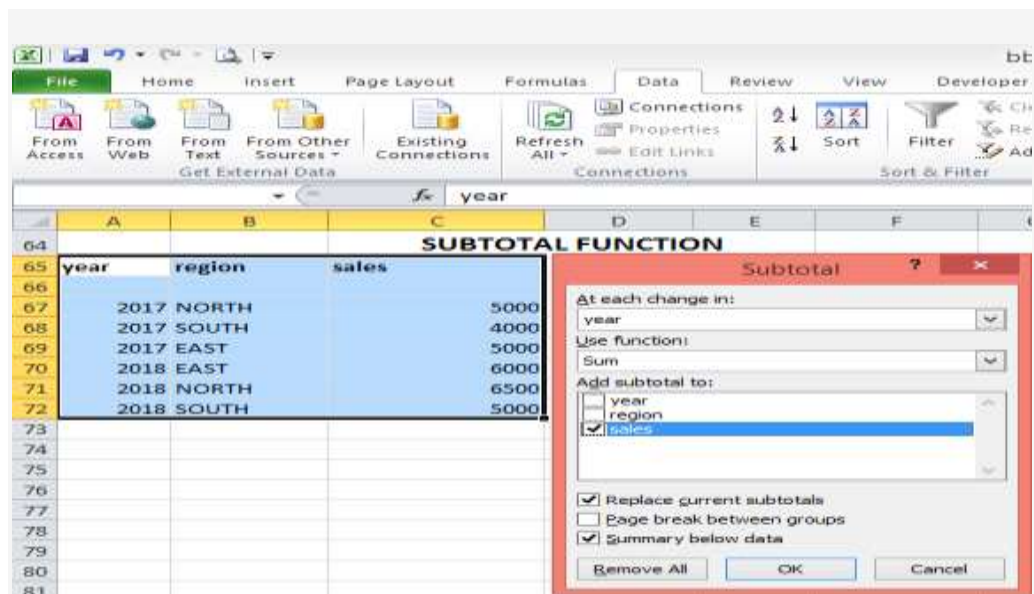 bb
File Home Insert Page Layout Formulas Data Review View Developer
From Access From Web From Text From Other Sources Existing Connections Refresh All Connections Properties Edit Links Sort Filter
Get External Data Connections Sort & Filter
fx year
A B C D E F
64 SUBTOTAL FUNCTION
65 year region sales
66
67 2017 NORTH 5000
68 2017 SOUTH 4000
69 2017 EAST 5000
70 2018 EAST 6000
71 2018 NORTH 6500
72 2018 SOUTH 5000
73
74
75
76
77
78
79
80
81
Subtotal ?
At each change in:
year
Use function:
Sum
Add subtotal to:
year
region
sales
Replace current subtotals
Page break between groups
Summary below data
Remove All OK Cancel